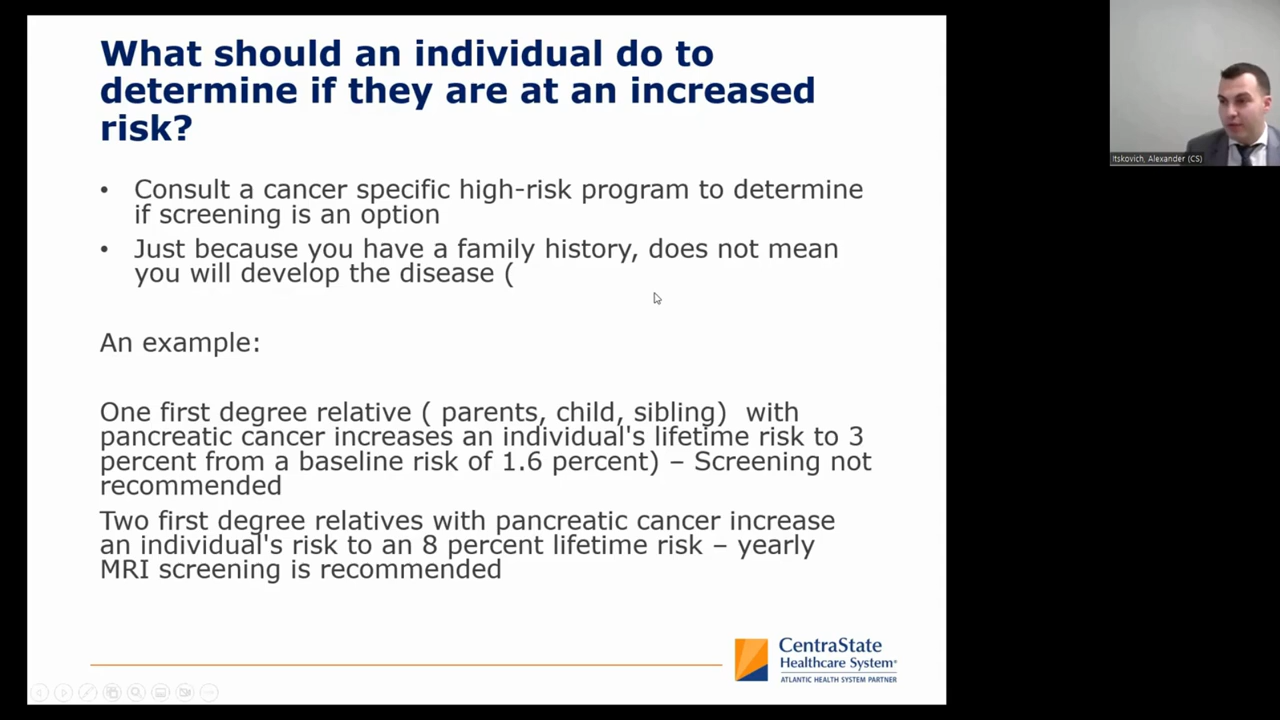 What should an individual do to
determine if they are at an increased
risk?
• Consult a cancer specific high-risk program to determine
if screening is an option
• Just because you have a family history, does not mean
you will develop the disease (
An example:
One first degree relative ( parents, child, sibling)  with
pancreatic cancer increases an individual's lifetime risk to 3
percent from a baseline risk of 1.6 percent) – Screening not
recommended
Two first degree relatives with pancreatic cancer increase
an individual's risk to an 8 percent lifetime risk – yearly
MRI screening is recommended
CentraState
Healthcare System®
ATLANTIC HEALTH SYSTEM PARTNER
Itskovich, Alexander (CS)